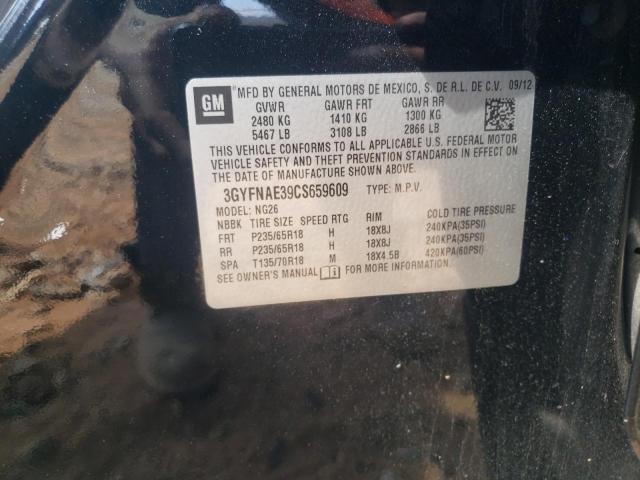 GM
MFD BY GENERAL MOTORS DE MEXICO, S. DE R.L. DE C.V. 09/12
GVWR GAWR FRT GAWR RR
2480 KG 1410 KG 1300 KG
5467 LB 3108 LB 2866 LB
THIS VEHICLE CONFORMS TO ALL APPLICABLE U.S. FEDERAL MOTOR
VEHICLE SAFETY AND THEFT PREVENTION STANDARDS IN EFFECT ON
THE DATE OF MANUFACTURE SHOWN ABOVE.
3GYFNAE39CS659609 TYPE: M.P.V.
MODEL: NG26
NBBK TIRE SIZE SPEED RTG RIM COLD TIRE PRESSURE
FRT P235/65R18 H 18X8J 240KPA(35PSI)
RR P235/65R18 H 18X8J 240KPA(35PSI)
SPA T135/70R18 M 18X4.5B 420KPA(60PSI)
SEE OWNER'S MANUAL FOR MORE INFORMATION